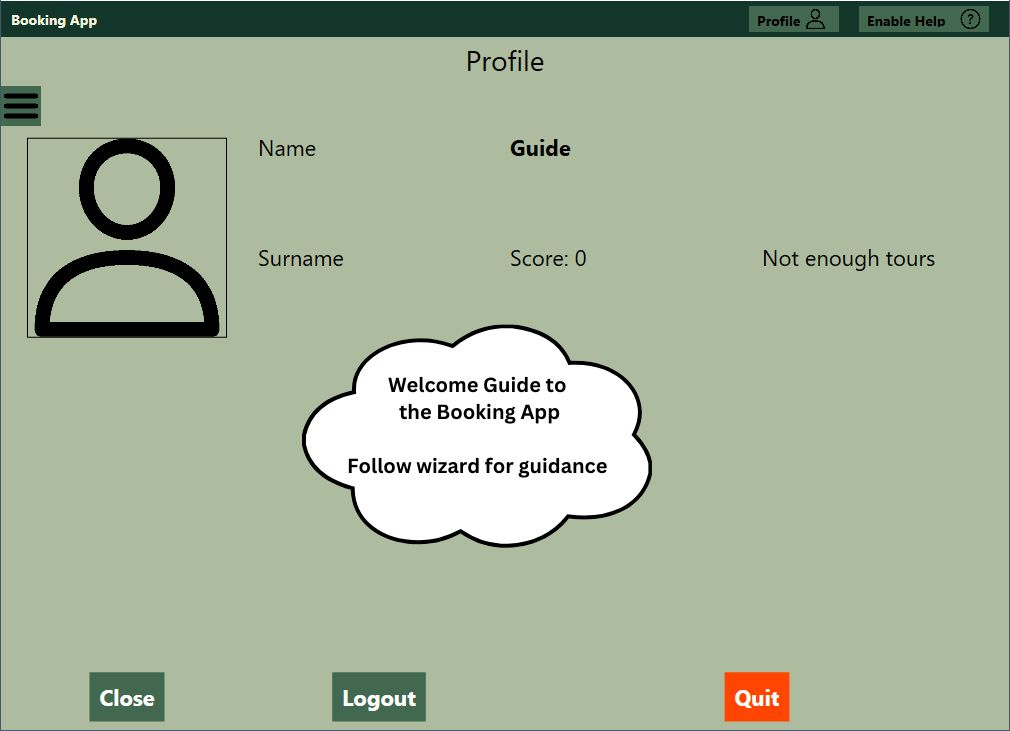 Booking App
Profile
Enable Help
?
Profile
Name
Guide
Surname
Score: 0
Not enough tours
Welcome Guide to
the Booking App
Follow wizard for guidance
Close
Logout
Quit